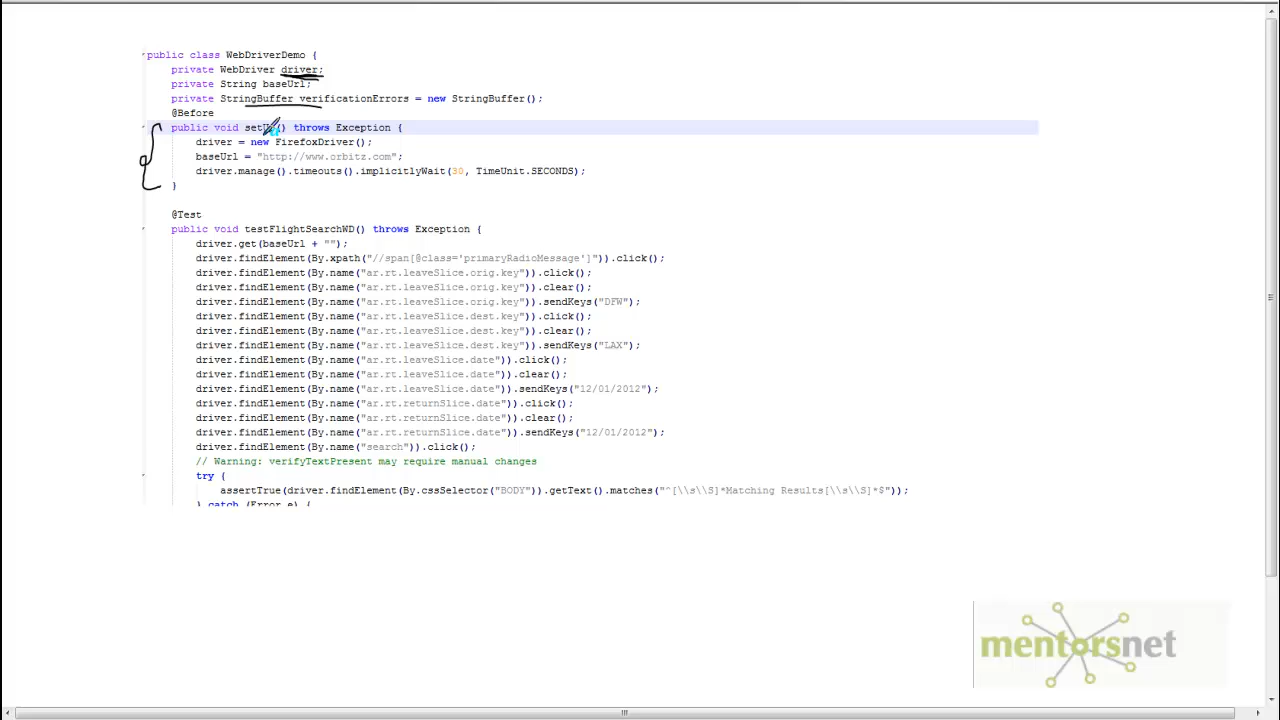 public class WebDriverDemo {
private WebDriver driver;
private String baseUrl;
private StringBuffer verificationErrors = new StringBuffer();
@Before
public void setUp() throws Exception {
driver = new FirefoxDriver();
baseUrl = "http://www.orbitz.com";
driver.manage().timeouts().implicitlyWait(30, TimeUnit.SECONDS);
}
@Test
public void testFlightSearchWD() throws Exception {
driver.get(baseUrl + "");
driver.findElement(By.xpath("//span[@class='primaryRadioMessage']")).click();
driver.findElement(By.name("ar.rt.leaveSlice.orig.key")).click();
driver.findElement(By.name("ar.rt.leaveSlice.orig.key")).clear();
driver.findElement(By.name("ar.rt.leaveSlice.orig.key")).sendKeys("DFW");
driver.findElement(By.name("ar.rt.leaveSlice.dest.key")).click();
driver.findElement(By.name("ar.rt.leaveSlice.dest.key")).clear();
driver.findElement(By.name("ar.rt.leaveSlice.dest.key")).sendKeys("LAX");
driver.findElement(By.name("ar.rt.leaveSlice.date")).click();
driver.findElement(By.name("ar.rt.leaveSlice.date")).clear();
driver.findElement(By.name("ar.rt.leaveSlice.date")).sendKeys("12/01/2012");
driver.findElement(By.name("ar.rt.returnSlice.date")).click();
driver.findElement(By.name("ar.rt.returnSlice.date")).clear();
driver.findElement(By.name("ar.rt.returnSlice.date")).sendKeys("12/01/2012");
driver.findElement(By.name("search")).click();
// Warning: verifyTextPresent may require manual changes
try {
assertTrue(driver.findElement(By.cssSelector("BODY")).getText().matches("^[\\s\\S]*Matching Results[\\s\\S]*$"));
} catch (Error e) {
mentorsnet